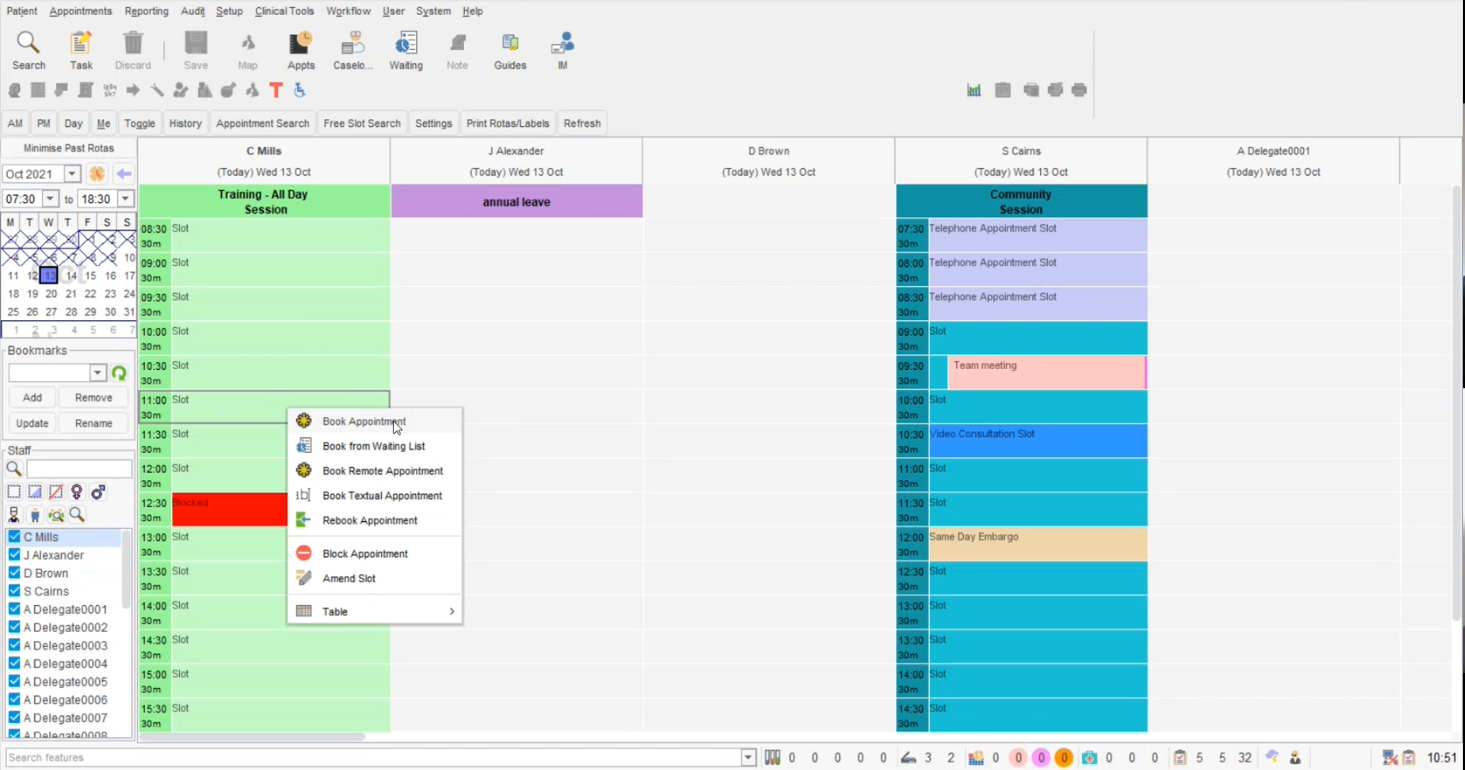 Patient Appointments Reporting Audit Setup Clinical Tools Workflow User System Help
Search Task Discard Save Map Appts Caselo... Waiting Note Guides IM
AM PM Day Me Toggle History Appointment Search Free Slot Search Settings Print Rotas/Labels Refresh
Minimise Past Rotas
Oct 2021
07:30 to 18:30
M T W T F S S
10
11 12 13 14 15 16 17
18 19 20 21 22 23 24
25 26 27 28 29 30 31
1 2 3 4 5 6 7
Bookmarks
Add Remove
Update Rename
Staff
C Mills
J Alexander
D Brown
S Cairns
A Delegate0001
A Delegate0002
A Delegate0003
A Delegate0004
A Delegate0005
A Delegate0006
A Delegate0007
A Delegate0008
C Mills
(Today) Wed 13 Oct
Training - All Day
Session
08:30 Slot
30m
09:00 Slot
30m
09:30 Slot
30m
10:00 Slot
30m
10:30 Slot
30m
11:00 Slot
30m
11:30 Slot
30m
12:00 Slot
30m
12:30 Blocked
30m
13:00 Slot
30m
13:30 Slot
30m
14:00 Slot
30m
14:30 Slot
30m
15:00 Slot
30m
15:30 Slot
30m
Book Appointment
Book from Waiting List
Book Remote Appointment
Book Textual Appointment
Rebook Appointment
Block Appointment
Amend Slot
Table
J Alexander
(Today) Wed 13 Oct
annual leave
D Brown
(Today) Wed 13 Oct
S Cairns
(Today) Wed 13 Oct
Community
Session
07:30 Telephone Appointment Slot
30m
08:00 Telephone Appointment Slot
30m
08:30 Telephone Appointment Slot
30m
09:00 Slot
30m
09:30 Team meeting
30m
10:00 Slot
30m
10:30 Video Consultation Slot
30m
11:00 Slot
30m
11:30 Slot
30m
12:00 Same Day Embargo
30m
12:30 Slot
30m
13:00 Slot
30m
13:30 Slot
30m
14:00 Slot
30m
14:30 Slot
30m
A Delegate0001
(Today) Wed 13 Oct
Search features
0 0 0 0 0 3 2 0 0 0 0 0 0 0 5 5 32 10:51